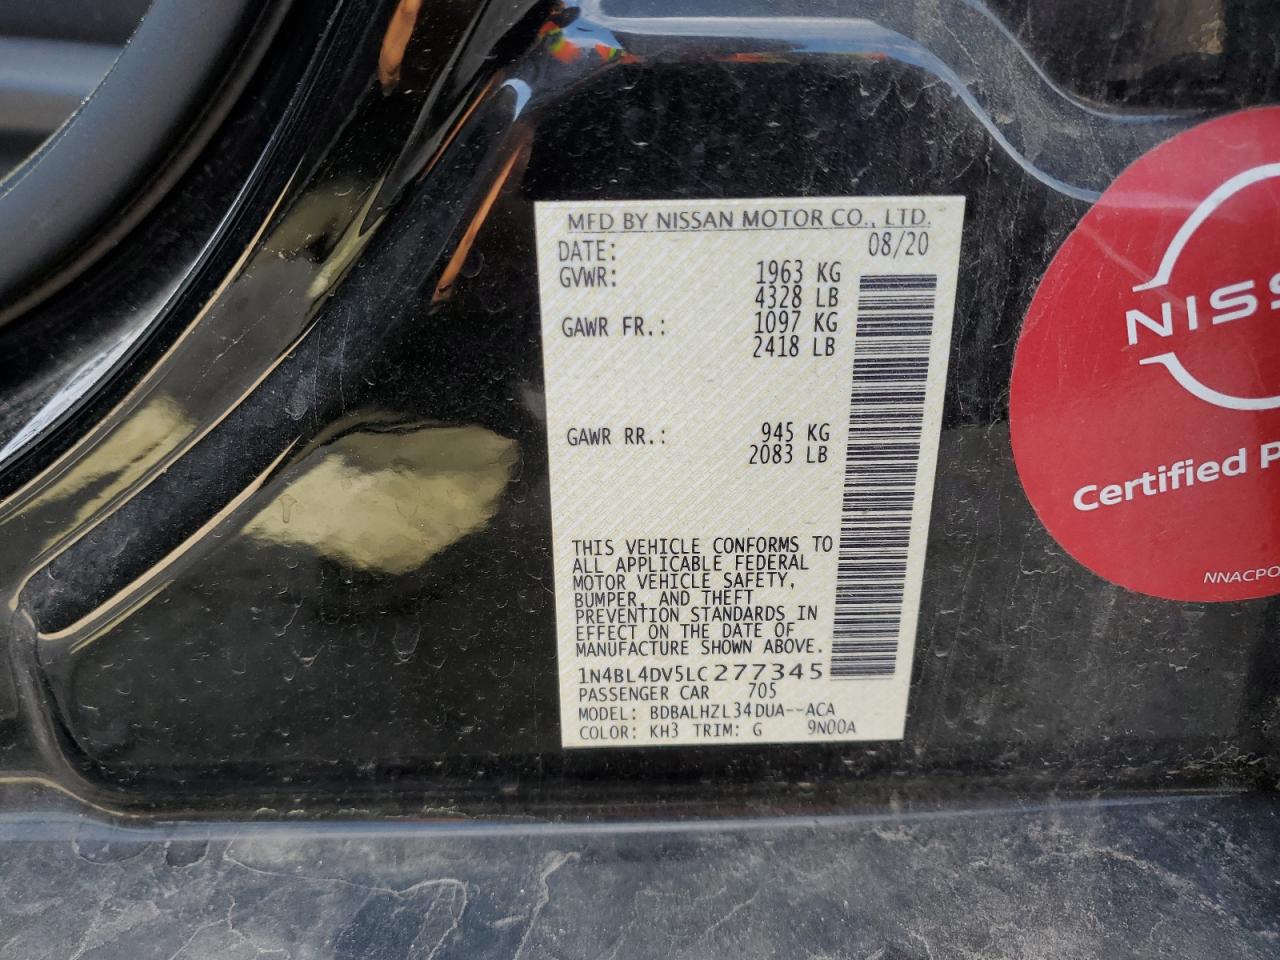 MFD BY NISSAN MOTOR CO., LTD.
DATE: 08/20
GVWR: 1963 KG
4328 LB
GAWR FR.: 1097 KG
2418 LB
GAWR RR.: 945 KG
2083 LB
THIS VEHICLE CONFORMS TO
ALL APPLICABLE FEDERAL
MOTOR VEHICLE SAFETY,
BUMPER, AND THEFT
PREVENTION STANDARDS IN
EFFECT ON THE DATE OF
MANUFACTURE SHOWN ABOVE.
1N4BL4DV5LC277345
PASSENGER CAR 705
MODEL: BDBALHZL34DUA--ACA
COLOR: KH3 TRIM: G 9N00A
NISS
Certified P
NNACPO